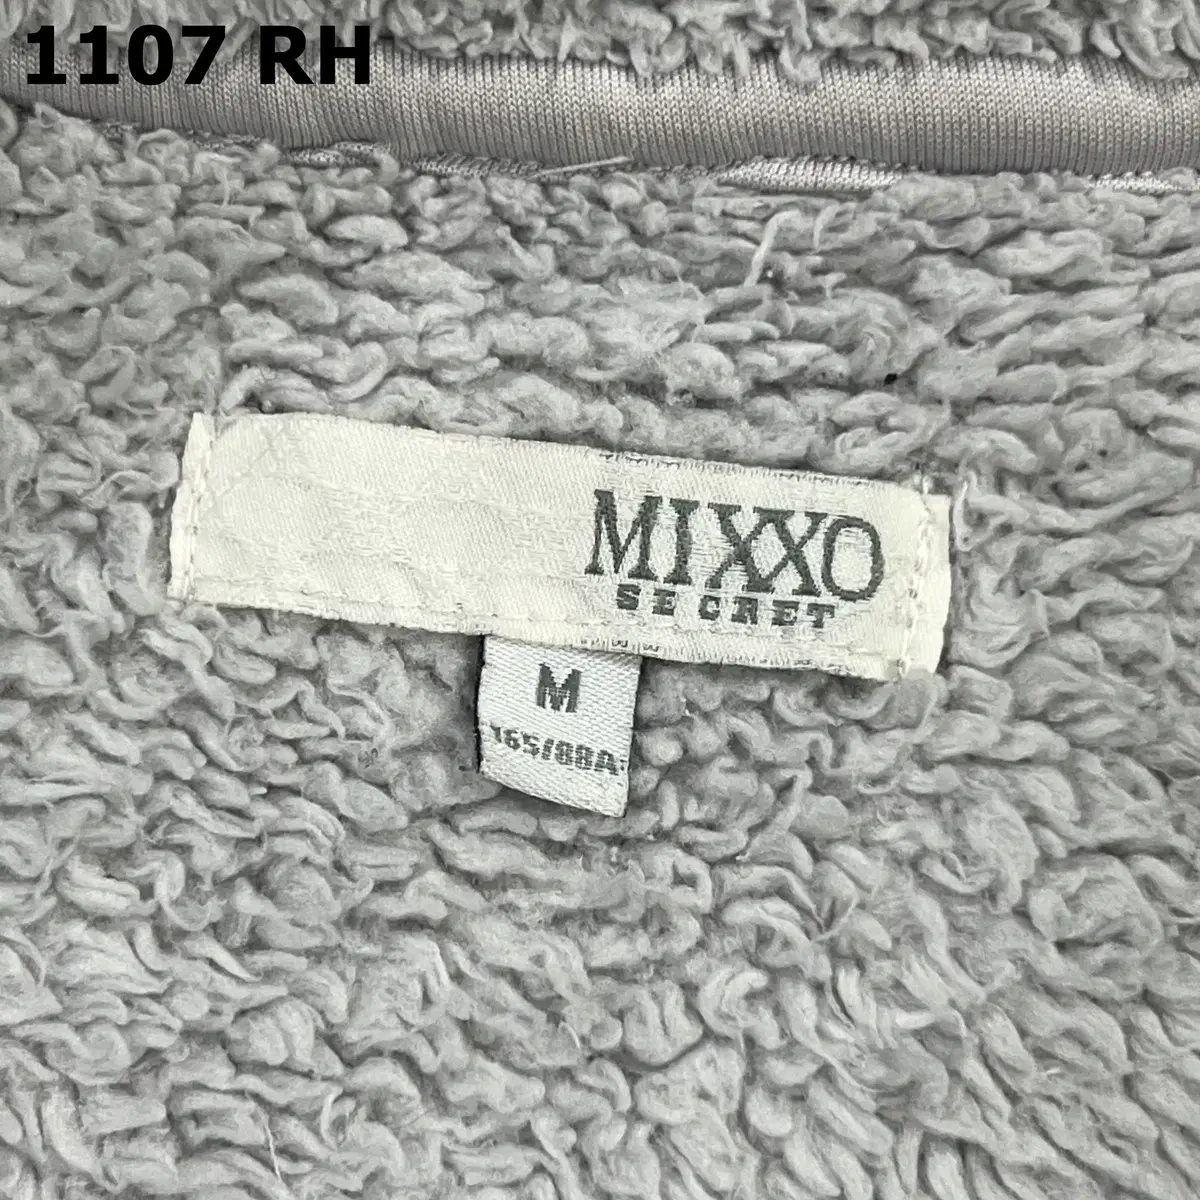 1107 RH
MIXXO
SECRET
M
165/88A